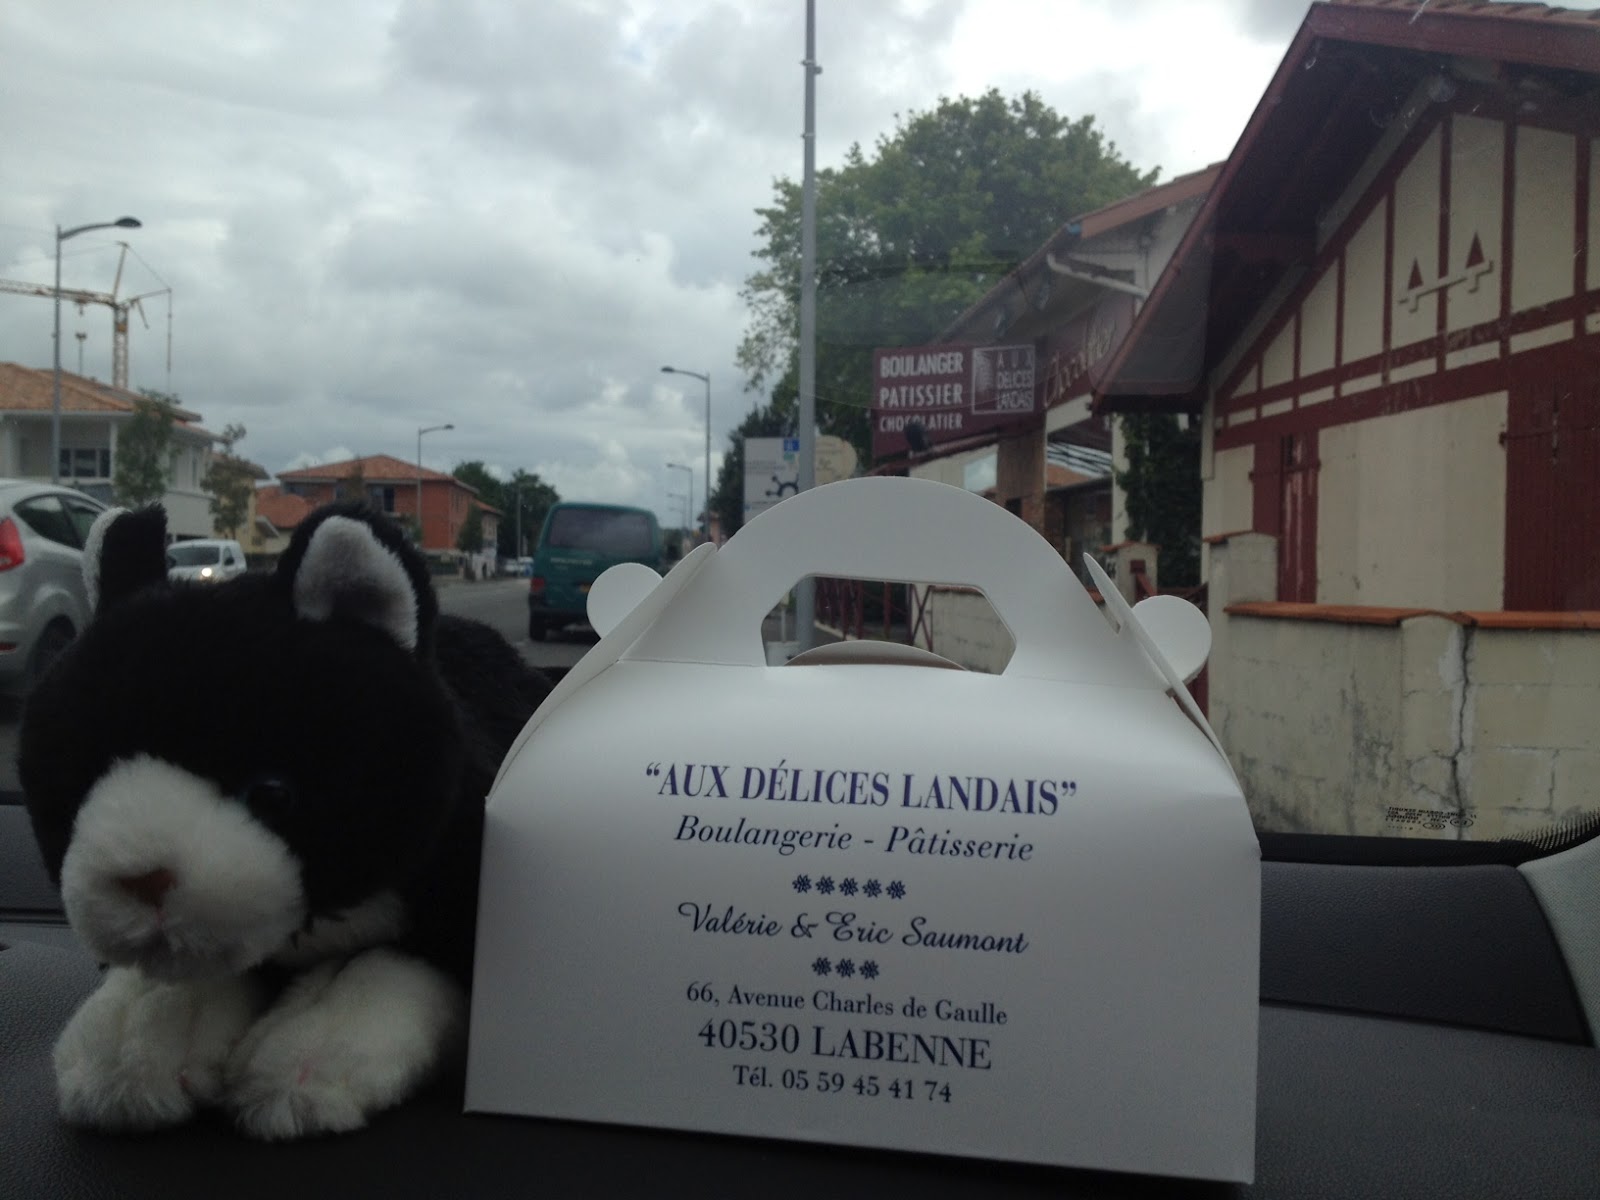 BOULANGER
PATISSIER
CHOCOLATIER
AUX
DELICES
LANDAIS
“AUX DÉLICES LANDAIS”
Boulangerie - Pâtisserie
Valérie & Eric Saumont
66, Avenue Charles de Gaulle
40530 LABENNE
Tél. 05 59 45 41 74